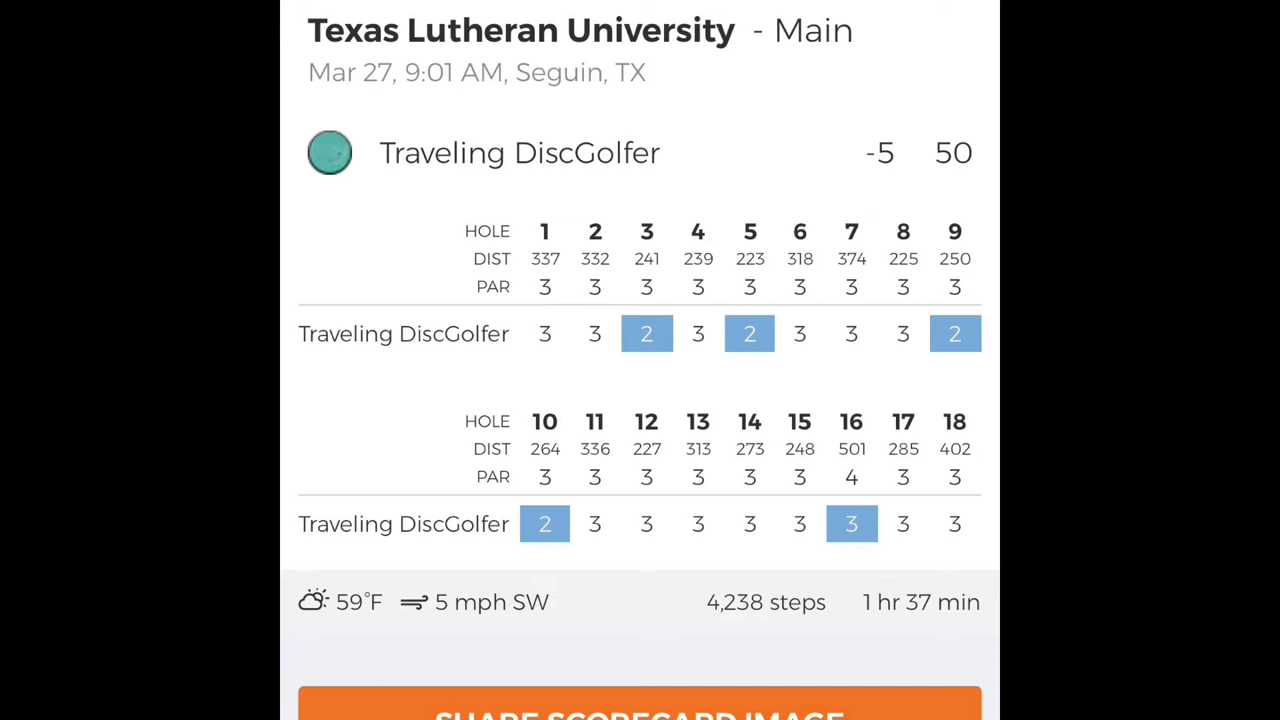 Texas Lutheran University - Main
Mar 27, 9:01 AM, Seguin, TX
Traveling DiscGolfer -5 50
HOLE 1 2 3 4 5 6 7 8 9
DIST 337 332 241 239 223 318 374 225 250
PAR 3 3 3 3 3 3 3 3 3
Traveling DiscGolfer 3 3 2 3 2 3 3 3 2
HOLE 10 11 12 13 14 15 16 17 18
DIST 264 336 227 313 273 248 501 285 402
PAR 3 3 3 3 3 3 4 3 3
Traveling DiscGolfer 2 3 3 3 3 3 3 3 3
59°F 5 mph SW 4,238 steps 1 hr 37 min
SHARE SCORECARD IMAGE